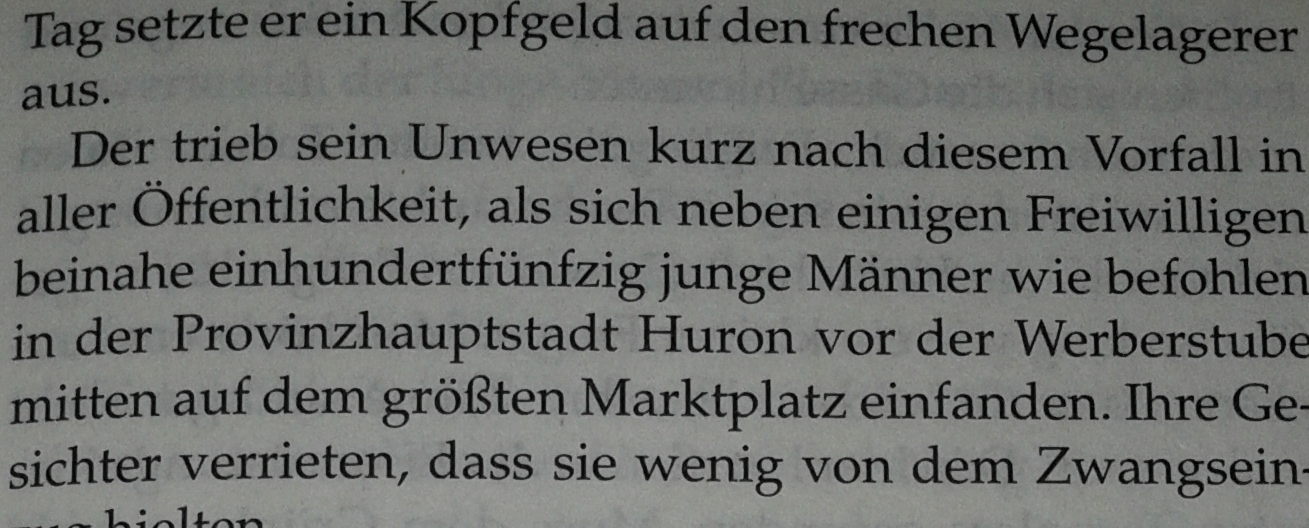 Tag setzte er ein Kopfgeld auf den frechen Wegelagerer
aus.
Der trieb sein Unwesen kurz nach diesem Vorfall in
aller Öffentlichkeit, als sich neben einigen Freiwilligen
beinahe einhundertfünfzig junge Männer wie befohlen
in der Provinzhauptstadt Huron vor der Werberstube
mitten auf dem größten Marktplatz einfanden. Ihre Ge-
sichter verrieten, dass sie wenig von dem Zwangsein-
hielten